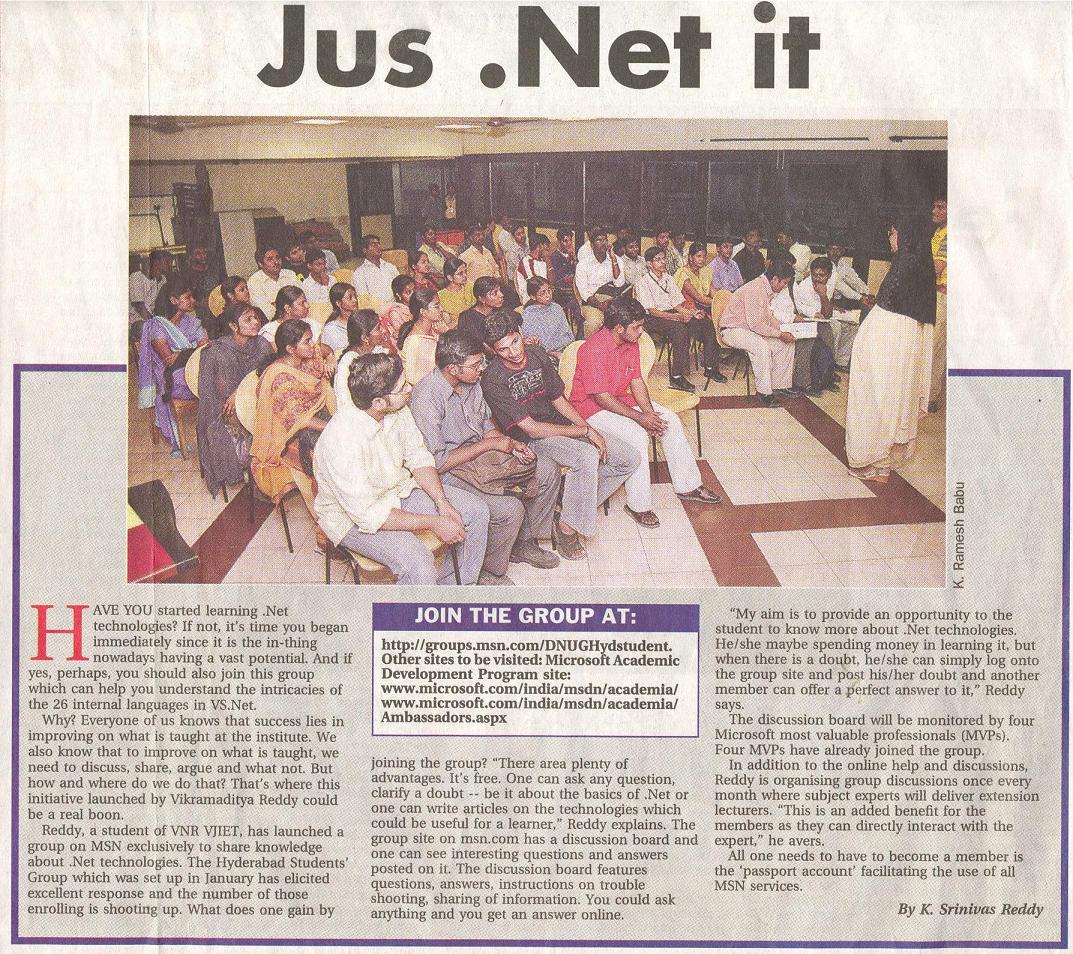 Jus .Net it
K. Ramesh Babu
HAVE YOU started learning .Net
technologies? If not, it's time you began
immediately since it is the in-thing
nowadays having a vast potential. And if
yes, perhaps, you should also join this group
which can help you understand the intricacies of
the 26 internal languages in VS.Net.
Why? Everyone of us knows that success lies in
improving on what is taught at the institute. We
also know that to improve on what is taught, we
need to discuss, share, argue and what not. But
how and where do we do that? That's where this
initiative launched by Vikramaditya Reddy could
be a real boon.
Reddy, a student of VNR VJIET, has launched a
group on MSN exclusively to share knowledge
about .Net technologies. The Hyderabad Students'
Group which was set up in January has elicited
excellent response and the number of those
enrolling is shooting up. What does one gain by
JOIN THE GROUP AT:
http://groups.msn.com/DNUGHydstudent.
Other sites to be visited: Microsoft Academic
Development Program site:
www.microsoft.com/india/msdn/academia/
www.microsoft.com/india/msdn/academia/
Ambassadors.aspx
joining the group? “There area plenty of
advantages. It's free. One can ask any question,
clarify a doubt -- be it about the basics of .Net or
one can write articles on the technologies which
could be useful for a learner,” Reddy explains. The
group site on msn.com has a discussion board and
one can see interesting questions and answers
posted on it. The discussion board features
questions, answers, instructions on trouble
shooting, sharing of information. You could ask
anything and you get an answer online.
“My aim is to provide an opportunity to the
student to know more about .Net technologies.
He/she maybe spending money in learning it, but
when there is a doubt, he/she can simply log onto
the group site and post his/her doubt and another
member can offer a perfect answer to it,” Reddy
says.
The discussion board will be monitored by four
Microsoft most valuable professionals (MVPs).
Four MVPs have already joined the group.
In addition to the online help and discussions,
Reddy is organising group discussions once every
month where subject experts will deliver extension
lecturers. “This is an added benefit for the
members as they can directly interact with the
expert,” he avers.
All one needs to have to become a member is
the ‘passport account’ facilitating the use of all
MSN services.
By K. Srinivas Reddy